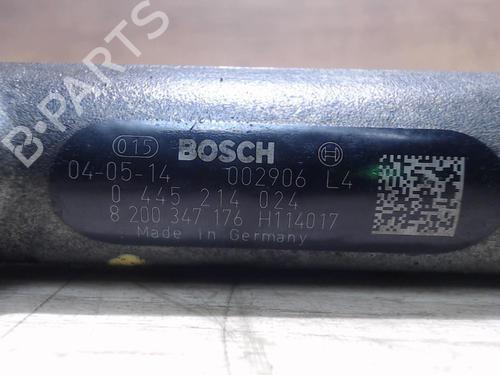 B-PARTS
015 BOSCH
04-05-14 002906 L4
0 445 214 024
8 200 347 176 H114017
Made in Germany